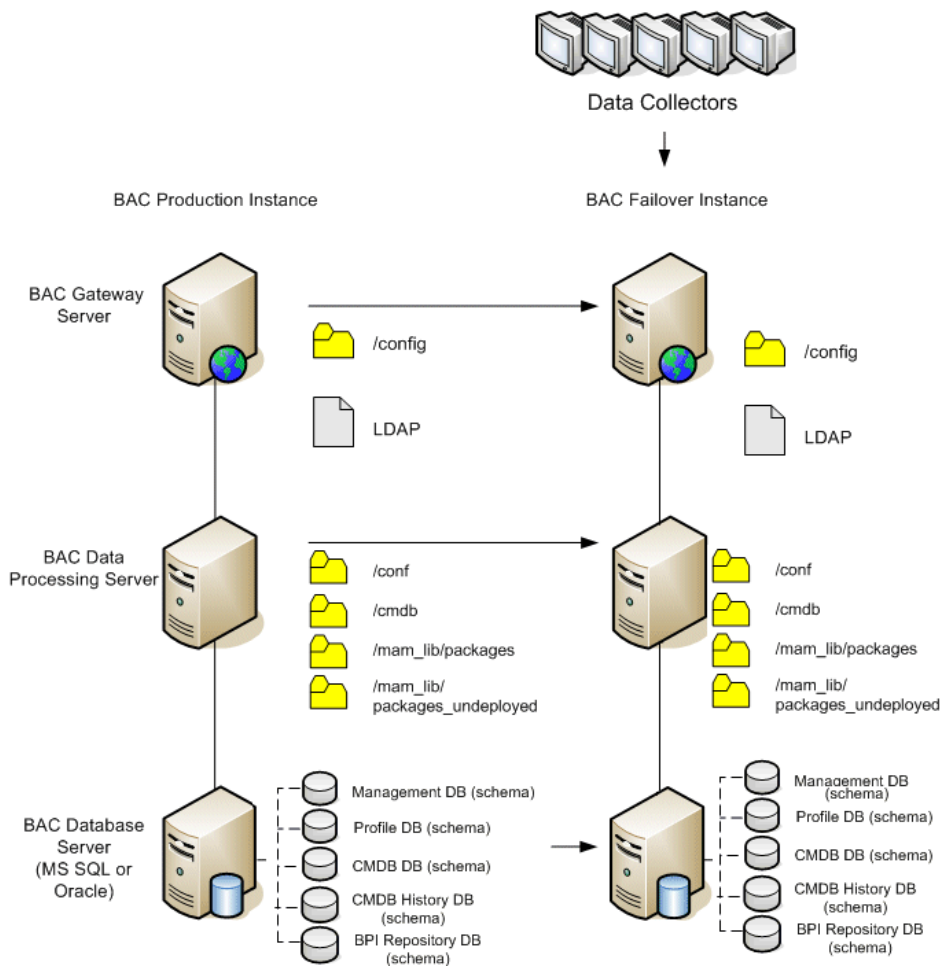 Data Collectors
BAC Production Instance
BAC Failover Instance
BAC Gateway
Server
/config
LDAP
/config
LDAP
BAC Data
Processing Server
/conf
/cmdb
/mam_lib/packages
/mam_lib/
packages_undeployed
/conf
/cmdb
/mam_lib/packages
/mam_lib/
packages_undeployed
BAC Database
Server
(MS SQL or
Oracle)
Management DB (schema)
Profile DB (schema)
CMDB DB (schema)
CMDB History DB
(schema)
BPI Repository DB
(schema)
Management DB
(schema)
Profile DB (schema)
CMDB DB (schema)
CMDB History DB
(schema)
BPI Repository DB
(schema)